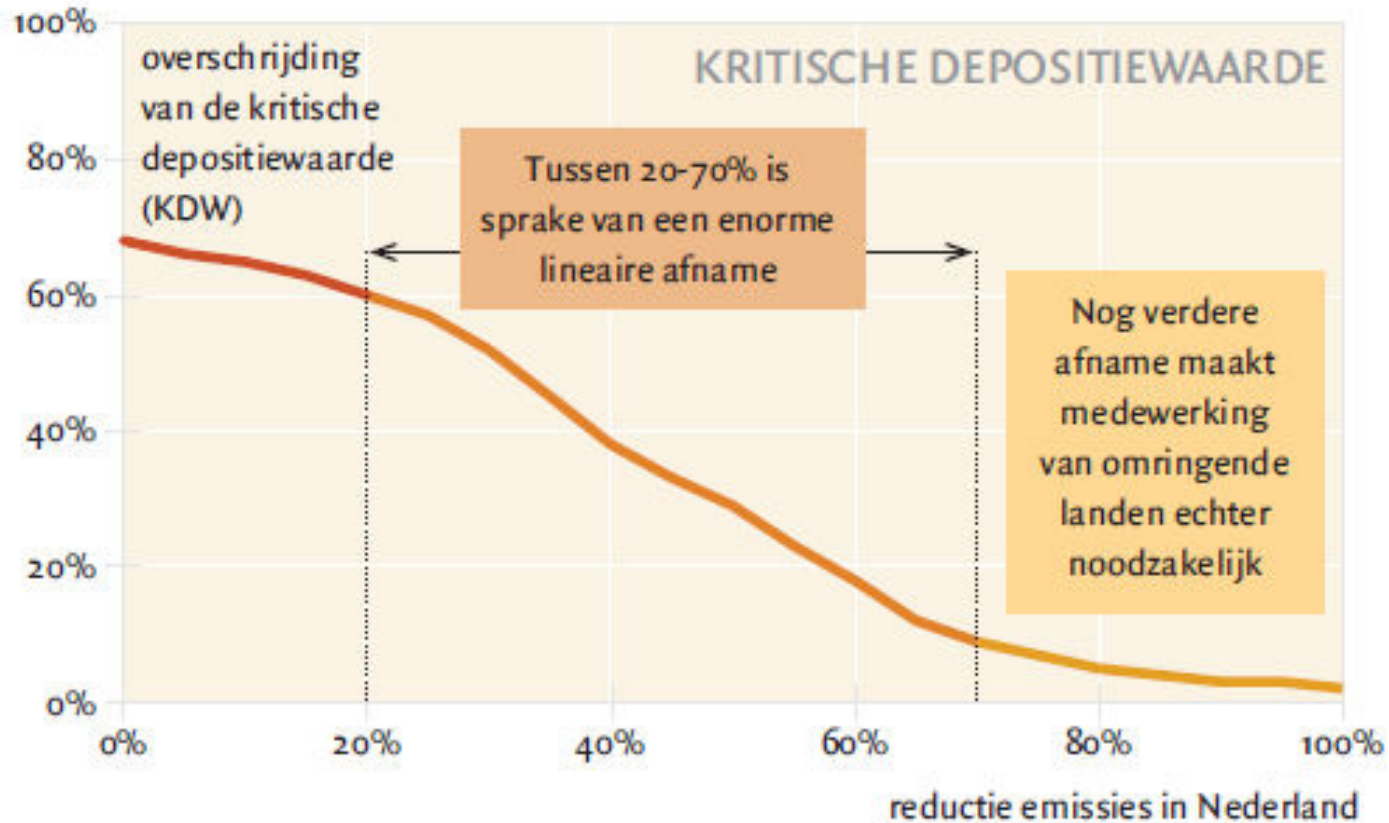 100%
overschrijding
van de kritische
depositiewaarde
(KDW)
KRITISCHE DEPOSITIEWAARDE
80%
Tussen 20-70% is
sprake van een enorme
lineaire afname
60%
Nog verdere
afname maakt
medewerking
van omringende
landen echter
noodzakelijk
40%
20%
0%
0% 20% 40% 60% 80% 100%
reductie emissies in Nederland